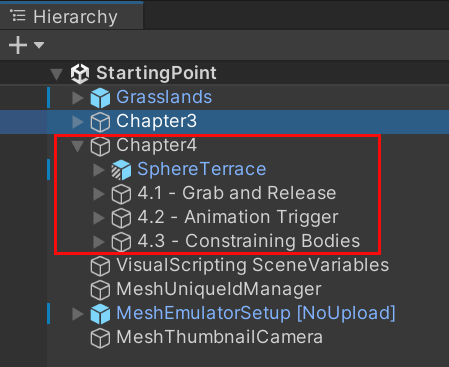 Hierarchy
StartingPoint
Grasslands
Chapter3
Chapter4
SphereTerrace
4.1 - Grab and Release
4.2 - Animation Trigger
4.3 - Constraining Bodies
VisualScripting SceneVariables
MeshUniqueIdManager
MeshEmulatorSetup [NoUpload]
MeshThumbnailCamera